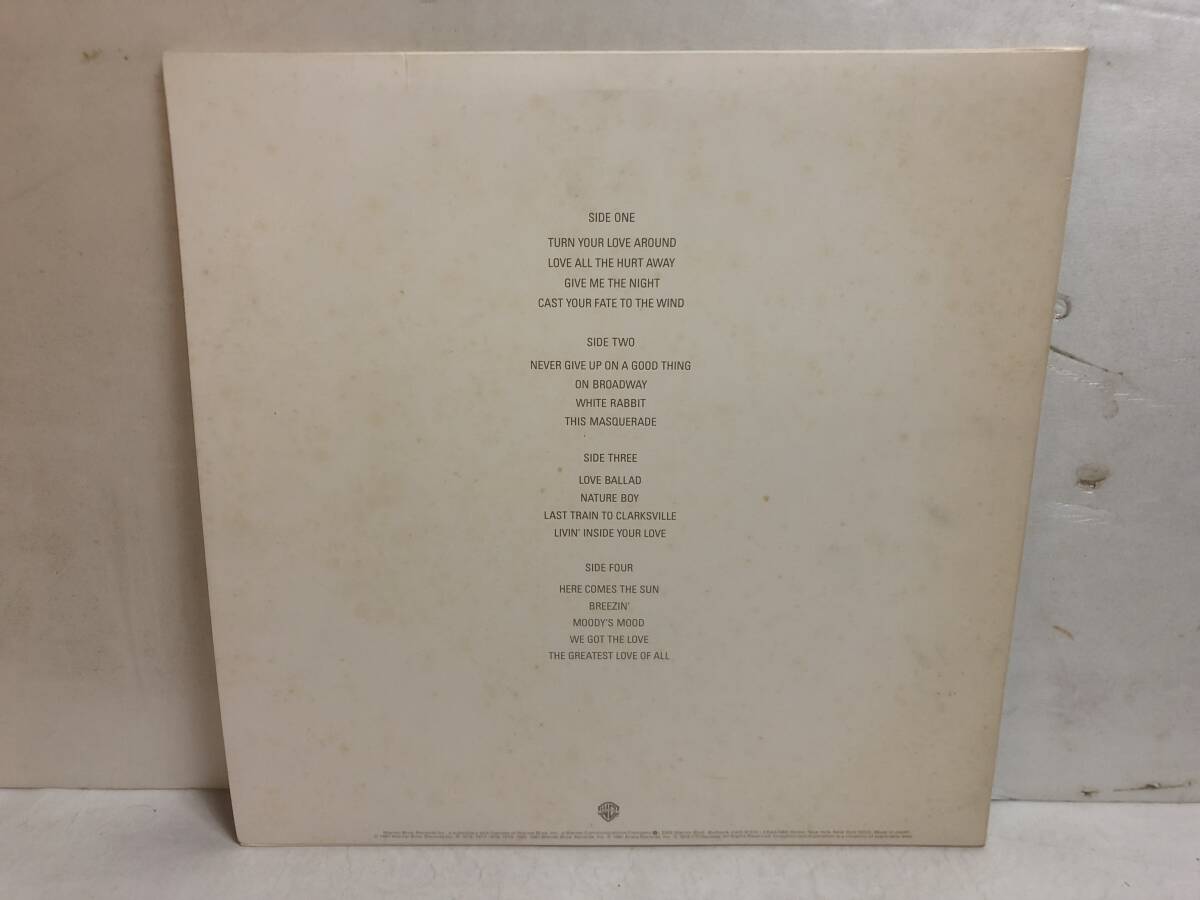 SIDE ONE
TURN YOUR LOVE AROUND
LOVE ALL THE HURT AWAY
GIVE ME THE NIGHT
CAST YOUR FATE TO THE WIND
SIDE TWO
NEVER GIVE UP ON A GOOD THING
ON BROADWAY
WHITE RABBIT
THIS MASQUERADE
SIDE THREE
LOVE BALLAD
NATURE BOY
LAST TRAIN TO CLARKSVILLE
LIVIN' INSIDE YOUR LOVE
SIDE FOUR
HERE COMES THE SUN
BREEZIN'
MOODY'S MOOD
WE GOT THE LOVE
THE GREATEST LOVE OF ALL